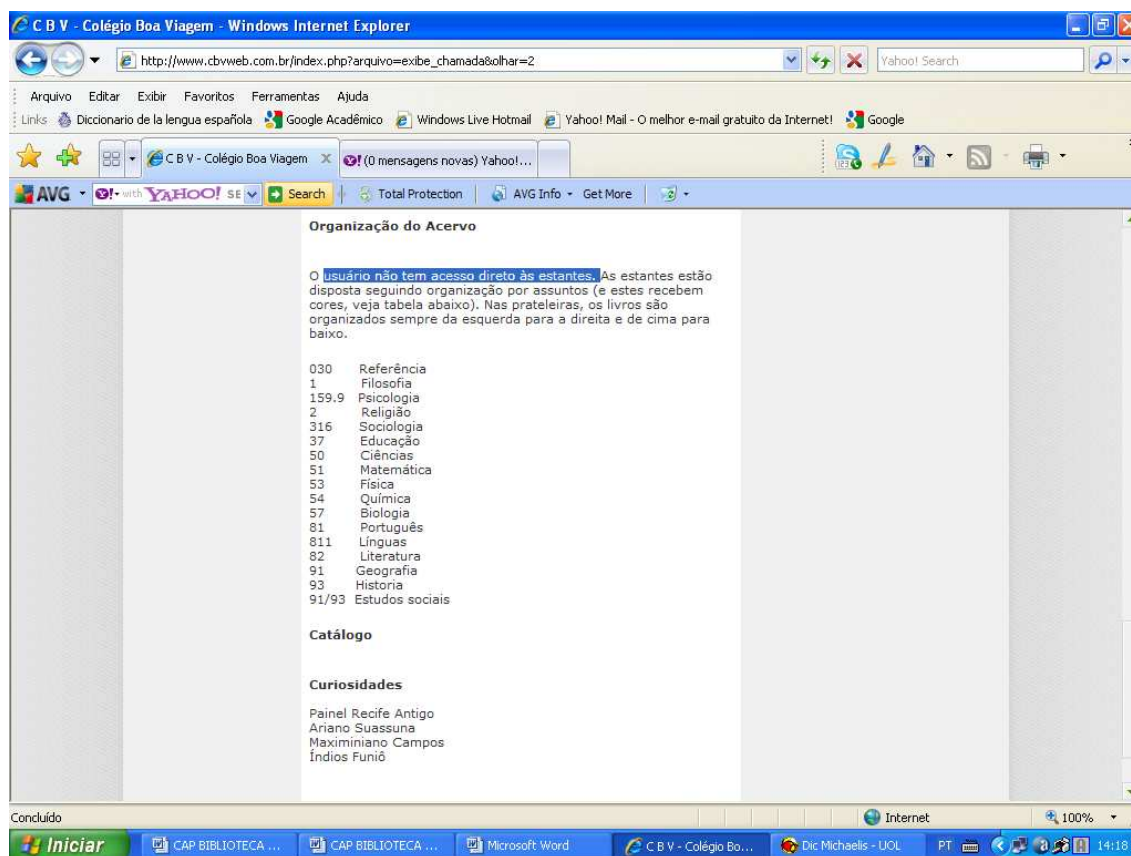 C B V - Colégio Boa Viagem - Windows Internet Explorer
http://www.cbvweb.com.br/index.php?arquivo=exibe_chamada&olhar=2
Yahoo! Search
Arquivo Editar Exibir Favoritos Ferramentas Ajuda
Links Diccionario de la lengua española Google Acadêmico Windows Live Hotmail Yahoo! Mail - O melhor e-mail gratuito da Internet! Google
C B V - Colégio Boa Viagem X (0 mensagens novas) Yahoo!...
AVG with YAHOO! SE Search Total Protection AVG Info Get More
Organização do Acervo
O usuário não tem acesso direto às estantes. As estantes estão
disposta seguindo organização por assuntos (e estes recebem
cores, veja tabela abaixo). Nas prateleiras, os livros são
organizados sempre da esquerda para a direita e de cima para
baixo.
030 Referência
1 Filosofia
159.9 Psicologia
2 Religião
316 Sociologia
37 Educação
50 Ciências
51 Matemática
53 Física
54 Química
57 Biologia
81 Português
811 Línguas
82 Literatura
91 Geografia
93 Historia
91/93 Estudos sociais
Catálogo
Curiosidades
Painel Recife Antigo
Ariano Suassuna
Maximiniano Campos
Índios Funiô
Concluído Internet 100%
Iniciar CAP BIBLIOTECA ... CAP BIBLIOTECA ... Microsoft Word C B V - Colégio Bo... Dic Michaelis - UOL PT 14:18